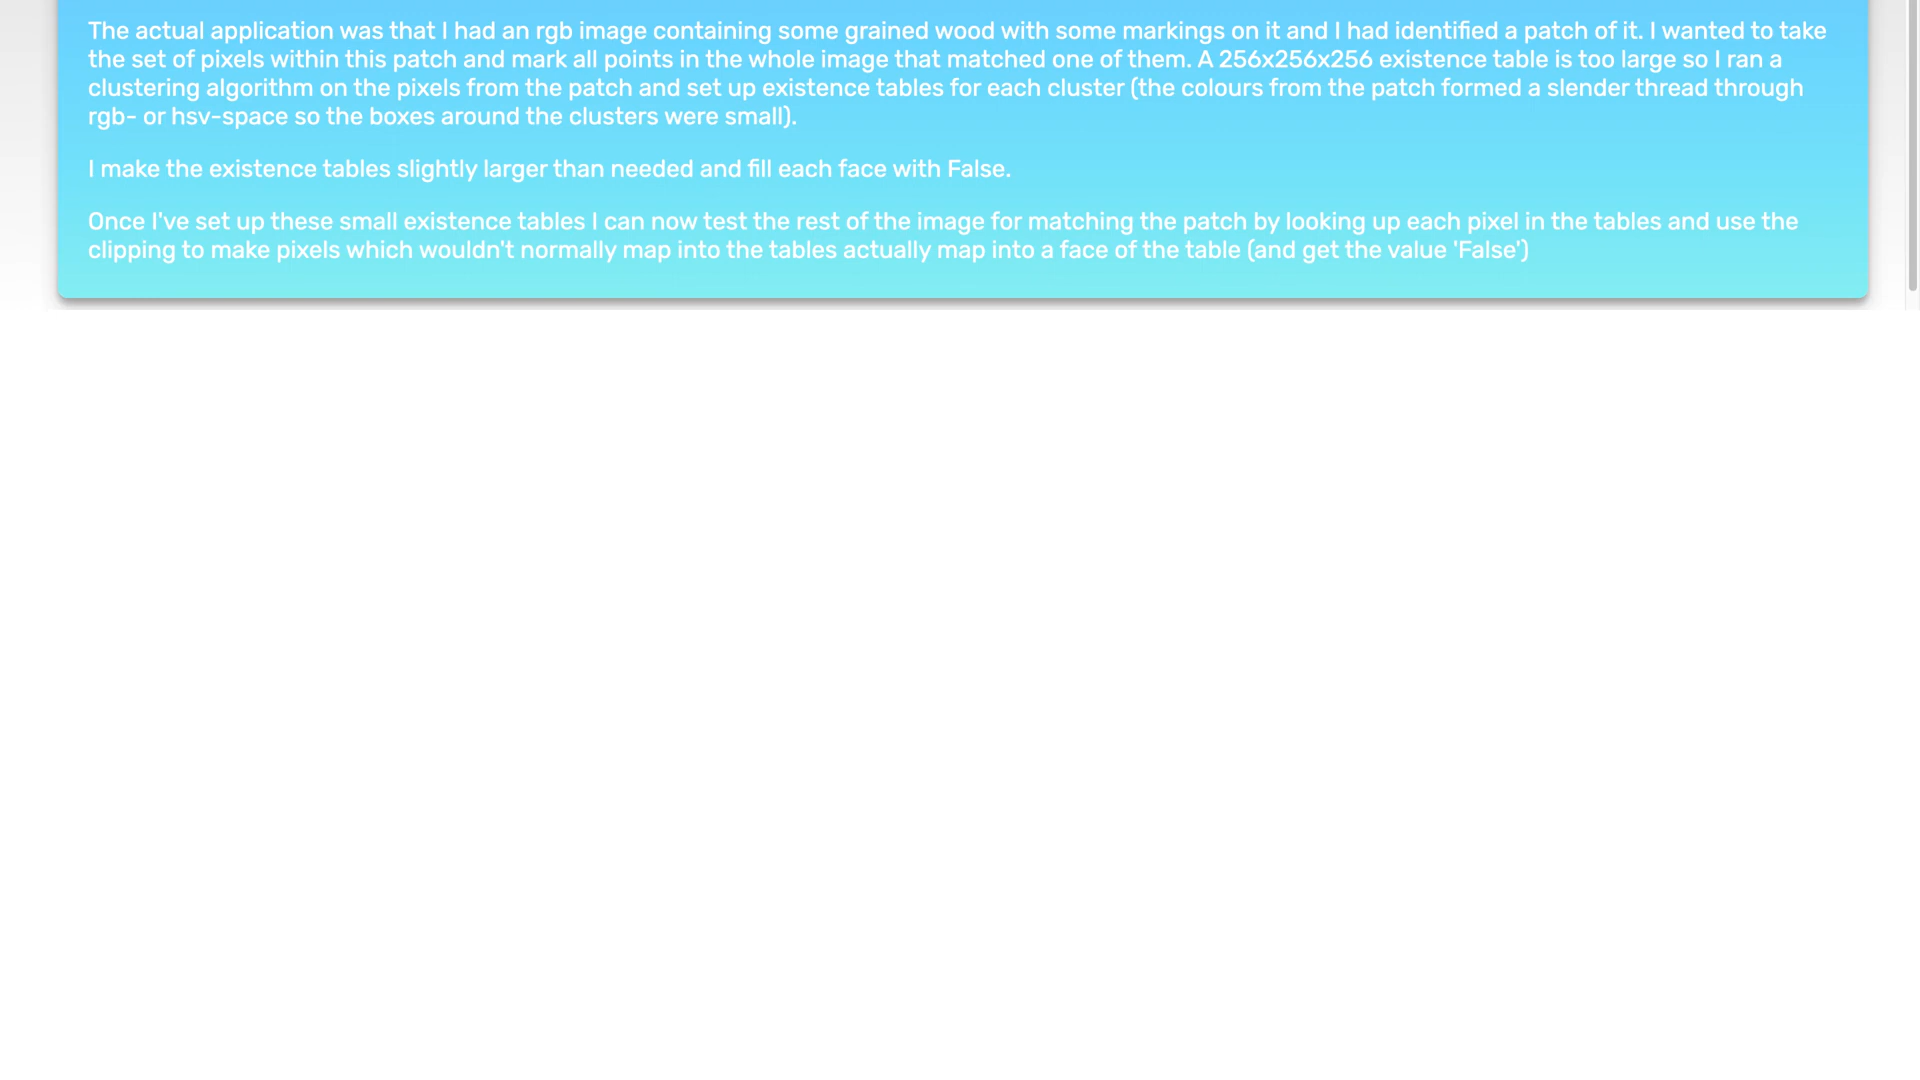 The actual application was that I had an rgb image containing some grained wood with some markings on it and I had identified a patch of it. I wanted to take
the set of pixels within this patch and mark all points in the whole image that matched one of them. A 256x256x256 existence table is too large so I ran a
clustering algorithm on the pixels from the patch and set up existence tables for each cluster (the colours from the patch formed a slender thread through
rgb- or hsv-space so the boxes around the clusters were small).
I make the existence tables slightly larger than needed and fill each face with False.
Once I've set up these small existence tables I can now test the rest of the image for matching the patch by looking up each pixel in the tables and use the
clipping to make pixels which wouldn't normally map into the tables actually map into a face of the table (and get the value 'False')